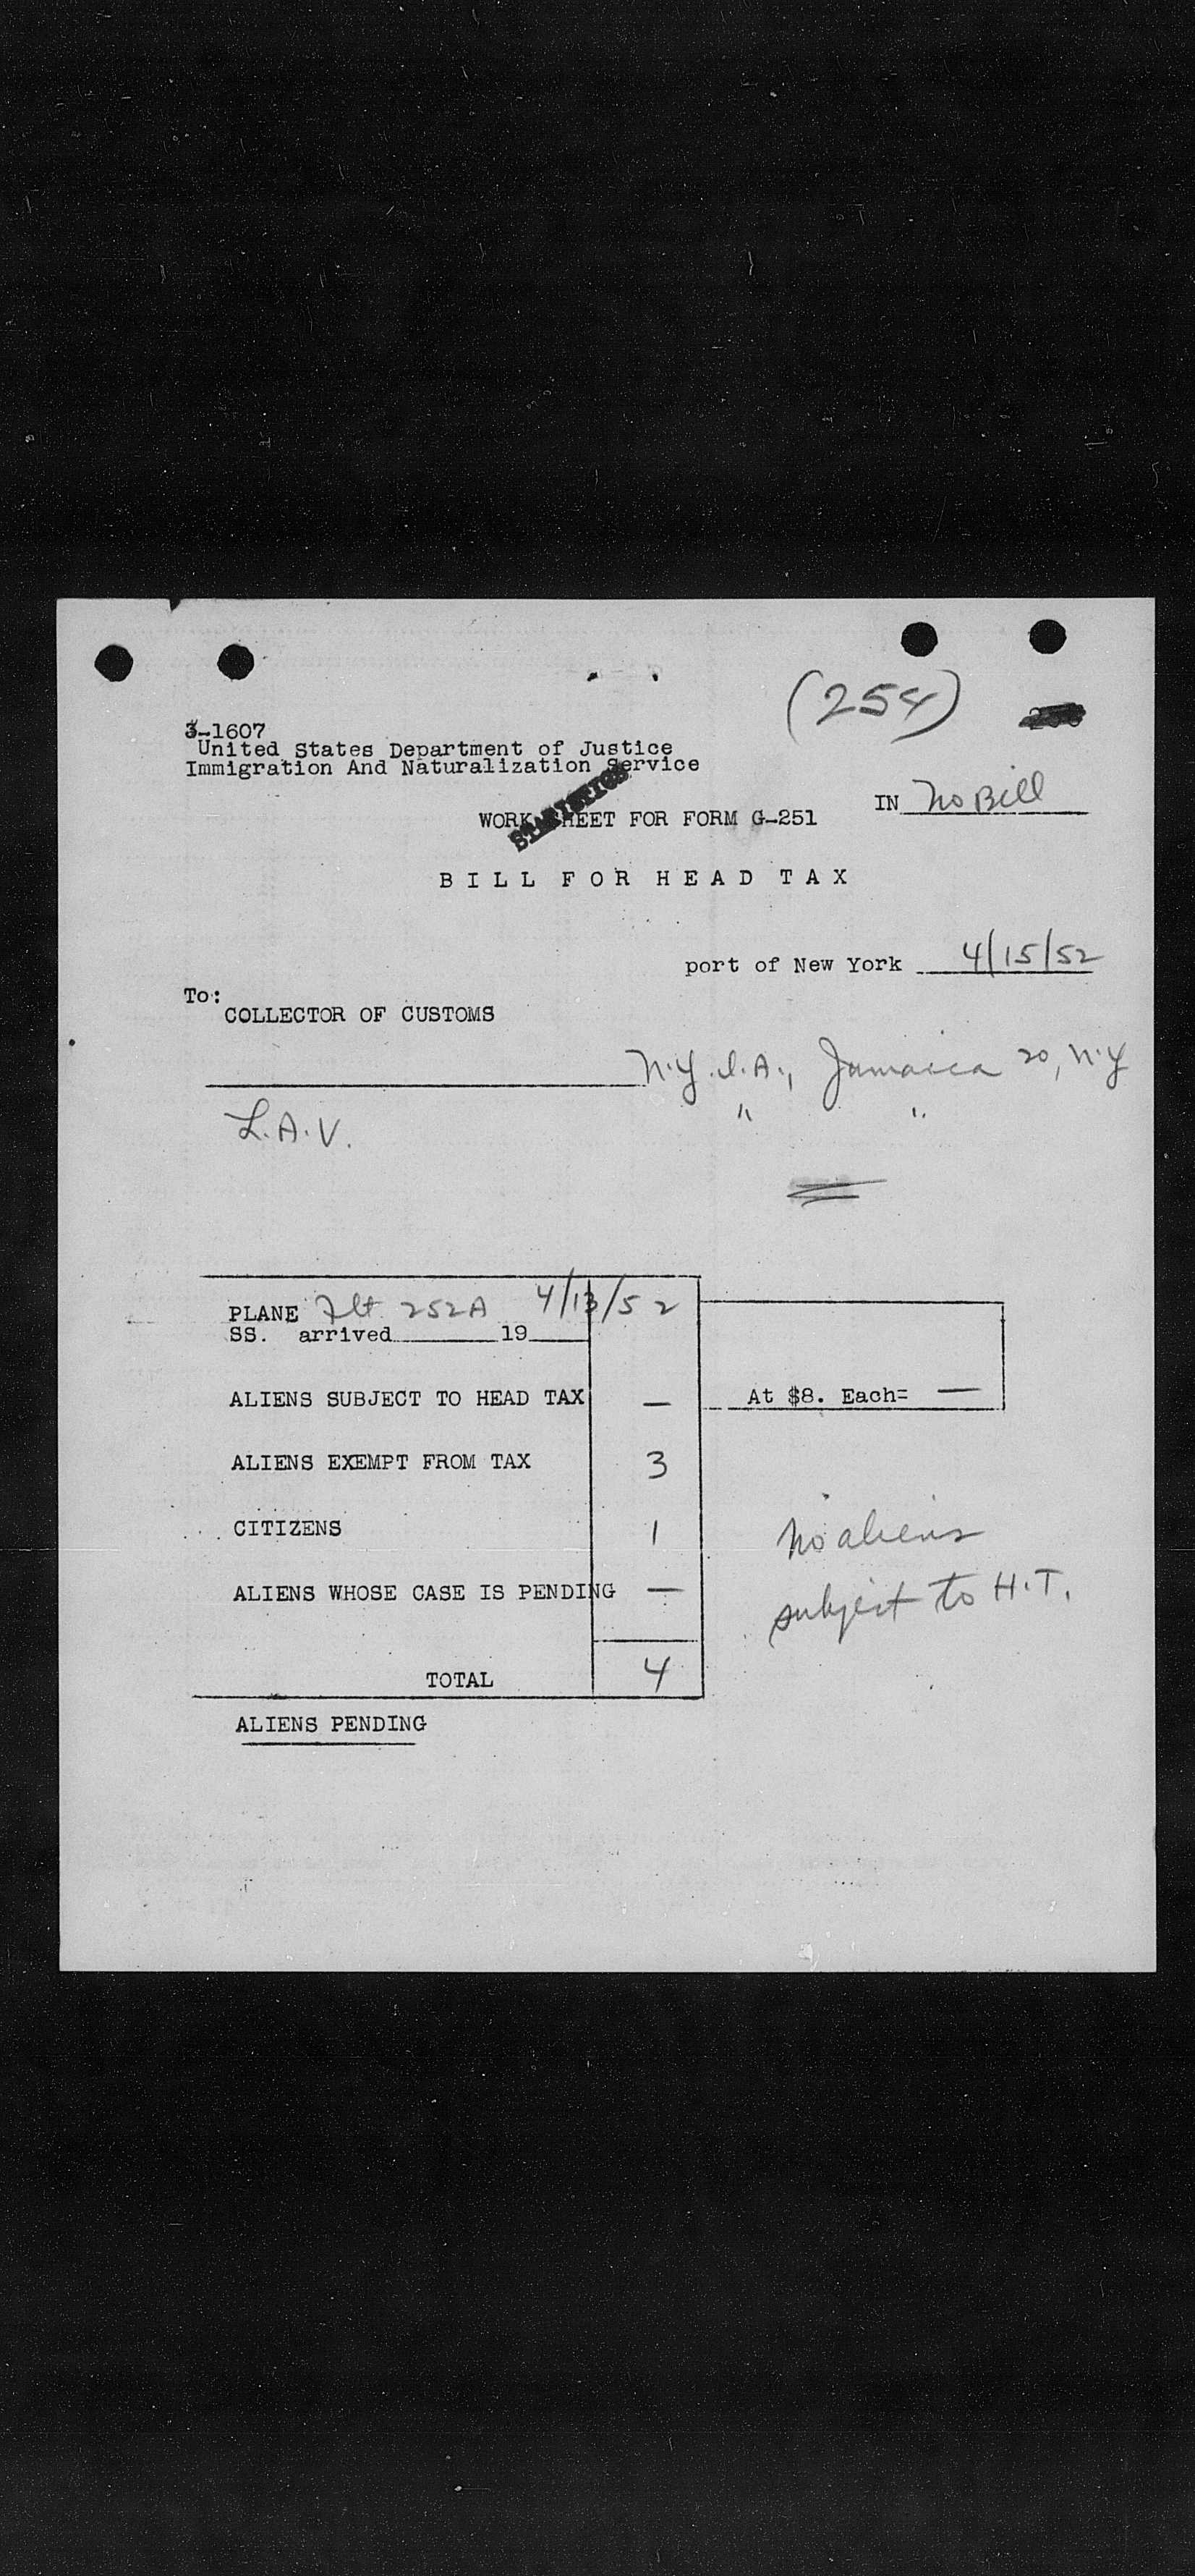 (254)
3-1607
United States Department of Justice
Immigration And Naturalization Service
STATISTICS
WORK SHEET FOR FORM G-251
IN No Bill
BILL FOR HEAD TAX
port of New York 4/15/52
To:
COLLECTOR OF CUSTOMS
N.Y.I.A., Jamaica 20, N.Y
L.A.V. " "
PLANE Flt 252A 4/13/52
SS. arrived 19
ALIENS SUBJECT TO HEAD TAX — At $8. Each= —
ALIENS EXEMPT FROM TAX 3
CITIZENS 1
No aliens
ALIENS WHOSE CASE IS PENDING —
subject to H.T.
TOTAL 4
ALIENS PENDING